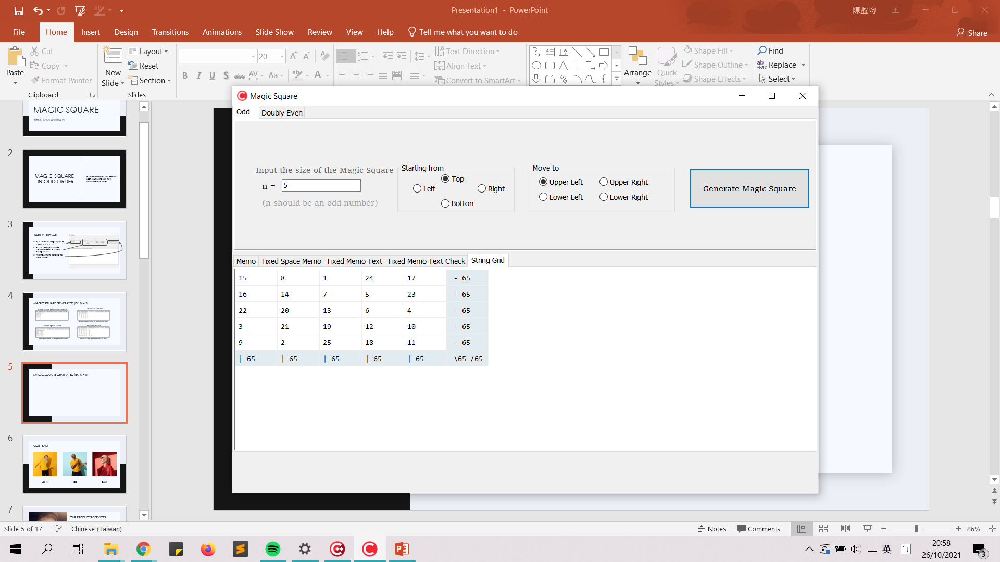 Presentation1 - PowerPoint
陳盈均
File Home Insert Design Transitions Animations Slide Show Review View Help Tell me what you want to do Share
Paste Cut Copy Format Painter
Clipboard
New Slide Layout Reset Section
Slides
20
B I U S abc AV Aa A
Text Direction
Align Text
Convert to SmartArt
Arrange
Quick Styles
Shape Fill
Shape Outline
Shape Effects
Find
Replace
Select
MAGIC SQUARE
2
MAGIC SQUARE
IN ODD ORDER
3
USER INTERFACE
4
MAGIC SQUARE GENERATED (EX: N = 5)
5
MAGIC SQUARE GENERATED (EX: N = 5)
6
OUR TEAM
JOHN JOE SALLY
7
OUR PRODUCTS/SERVICES
Magic Square
Odd Doubly Even
Input the size of the Magic Square
n = 5
(n should be an odd number)
Starting from
Top
Left Right
Bottom
Move to
Upper Left Upper Right
Lower Left Lower Right
Generate Magic Square
Memo Fixed Space Memo Fixed Memo Text Fixed Memo Text Check String Grid
15 8 1 24 17 - 65
16 14 7 5 23 - 65
22 20 13 6 4 - 65
3 21 19 12 10 - 65
9 2 25 18 11 - 65
| 65 | 65 | 65 | 65 | 65 \65 /65
Slide 5 of 17 Chinese (Taiwan) Notes Comments 86%
英
20:58
26/10/2021
3